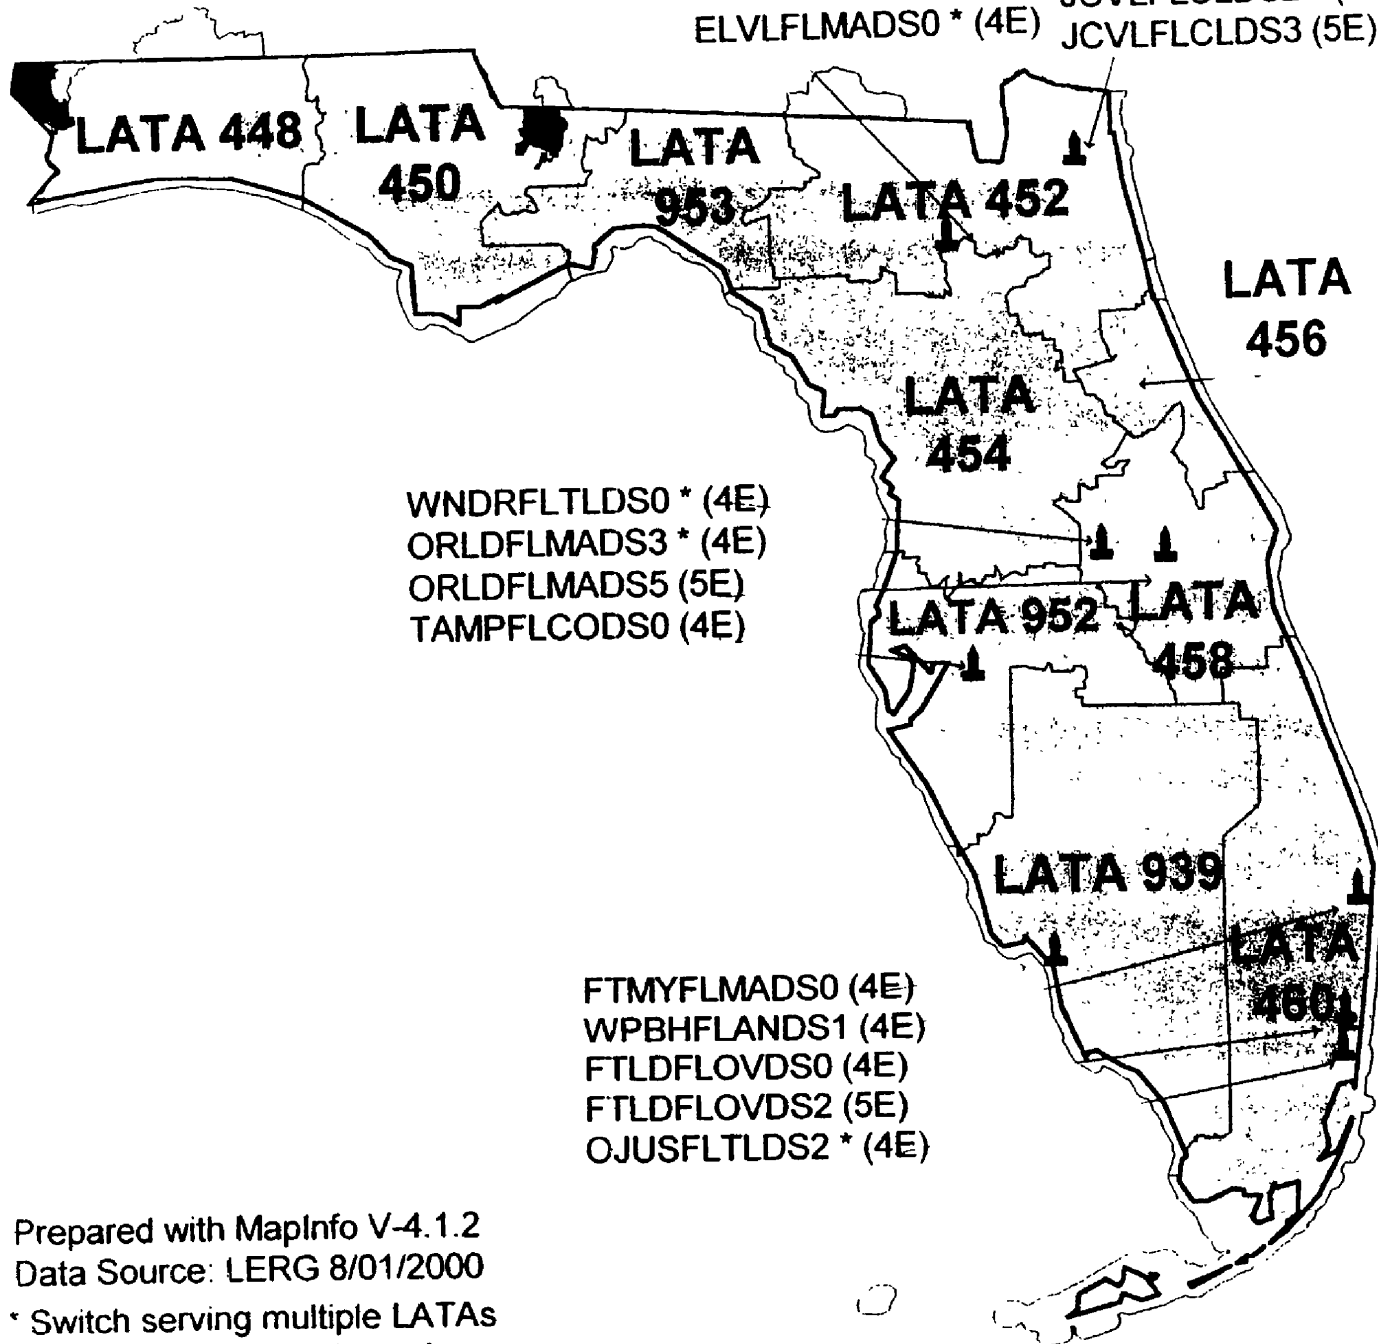 ELVLFLMADS0 * (4E)
JCVLFLCLDS3 (5E)
LATA 448
LATA
450
LATA
953
LATA 452
LATA
456
LATA
454
WNDRFLTLDS0 * (4E)
ORLDFLMADS3 * (4E)
ORLDFLMADS5 (5E)
TAMPFLCODS0 (4E)
LATA 952
LATA
458
LATA 939
LATA
460
FTMYFLMADS0 (4E)
WPBHFLANDS1 (4E)
FTLDFLOVDS0 (4E)
FTLDFLOVDS2 (5E)
OJUSFLTLDS2 * (4E)
Prepared with MapInfo V-4.1.2
Data Source: LERG 8/01/2000
* Switch serving multiple LATAs